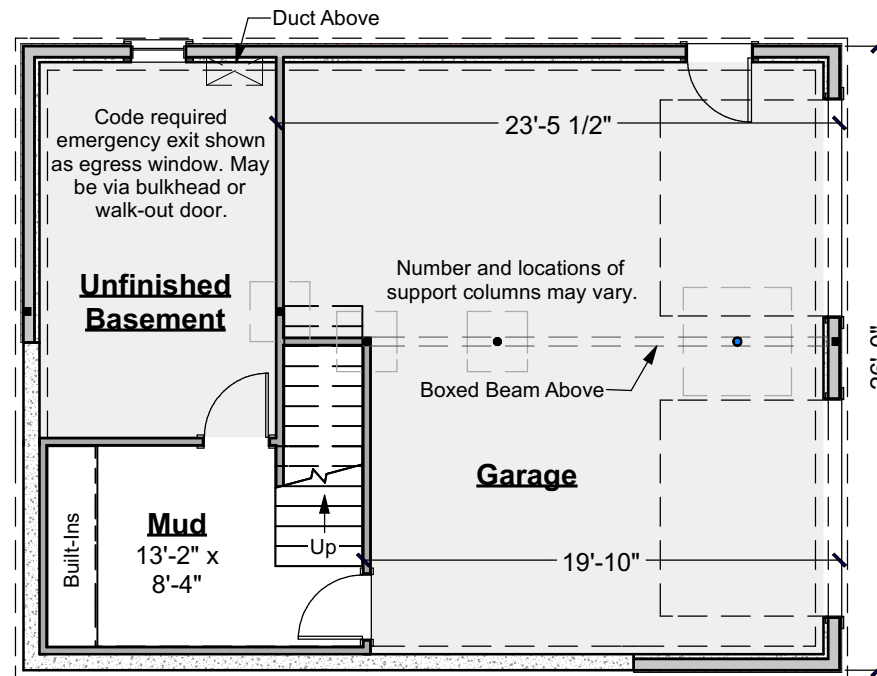 Duct Above
Code required
emergency exit shown
as egress window. May
be via bulkhead or
walk-out door.
23'-5 1/2"
Unfinished
Basement
Number and locations of
support columns may vary.
Boxed Beam Above
Garage
Built-Ins
Mud
13'-2" x
8'-4"
Up
19'-10"